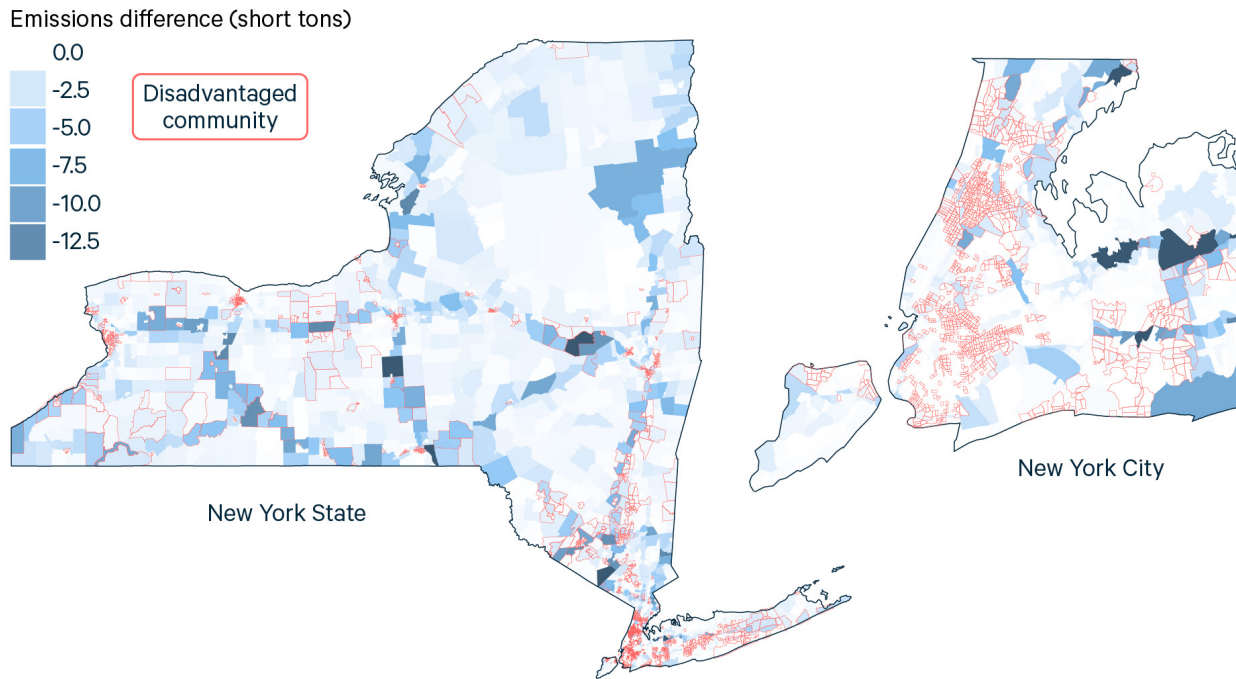 Emissions difference (short tons)
0.0
-2.5
-5.0
-7.5
-10.0
-12.5
Disadvantaged
community
New York State
New York City